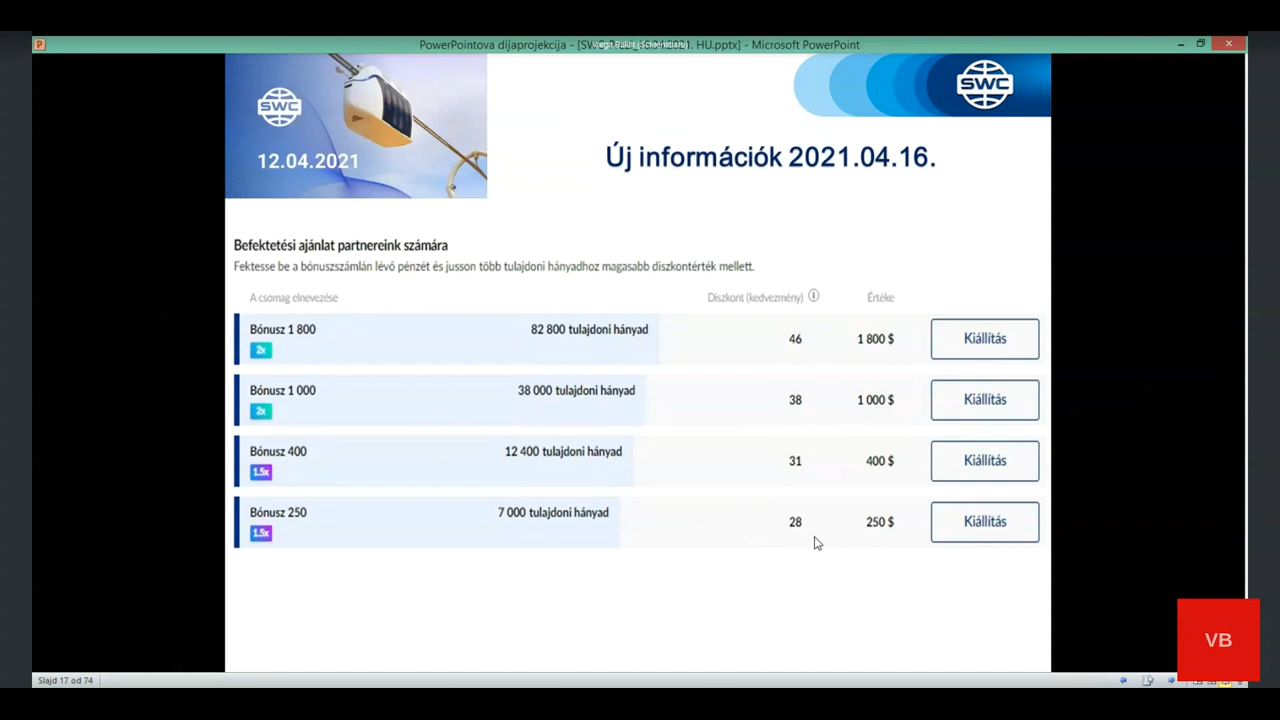 PowerPointova dijaprojekcija - [SW HU.pptx] - Microsoft PowerPoint
SWC
SWC
12.04.2021
Új információk 2021.04.16.
Befektetési ajánlat partnereink számára
Fektesse be a bónuszszámlán lévő pénzét és jusson több tulajdoni hányadhoz magasabb diszkontérték mellett.
A csomag elnevezése Diszkont (kedvezmény) Értéke
Bónusz 1 800 82 800 tulajdoni hányad 46 1 800 $ Kiállítás
2x
Bónusz 1 000 38 000 tulajdoni hányad 38 1 000 $ Kiállítás
2x
Bónusz 400 12 400 tulajdoni hányad 31 400 $ Kiállítás
1.5x
Bónusz 250 7 000 tulajdoni hányad 28 250 $ Kiállítás
1.5x
VB
Slajd 17 od 74